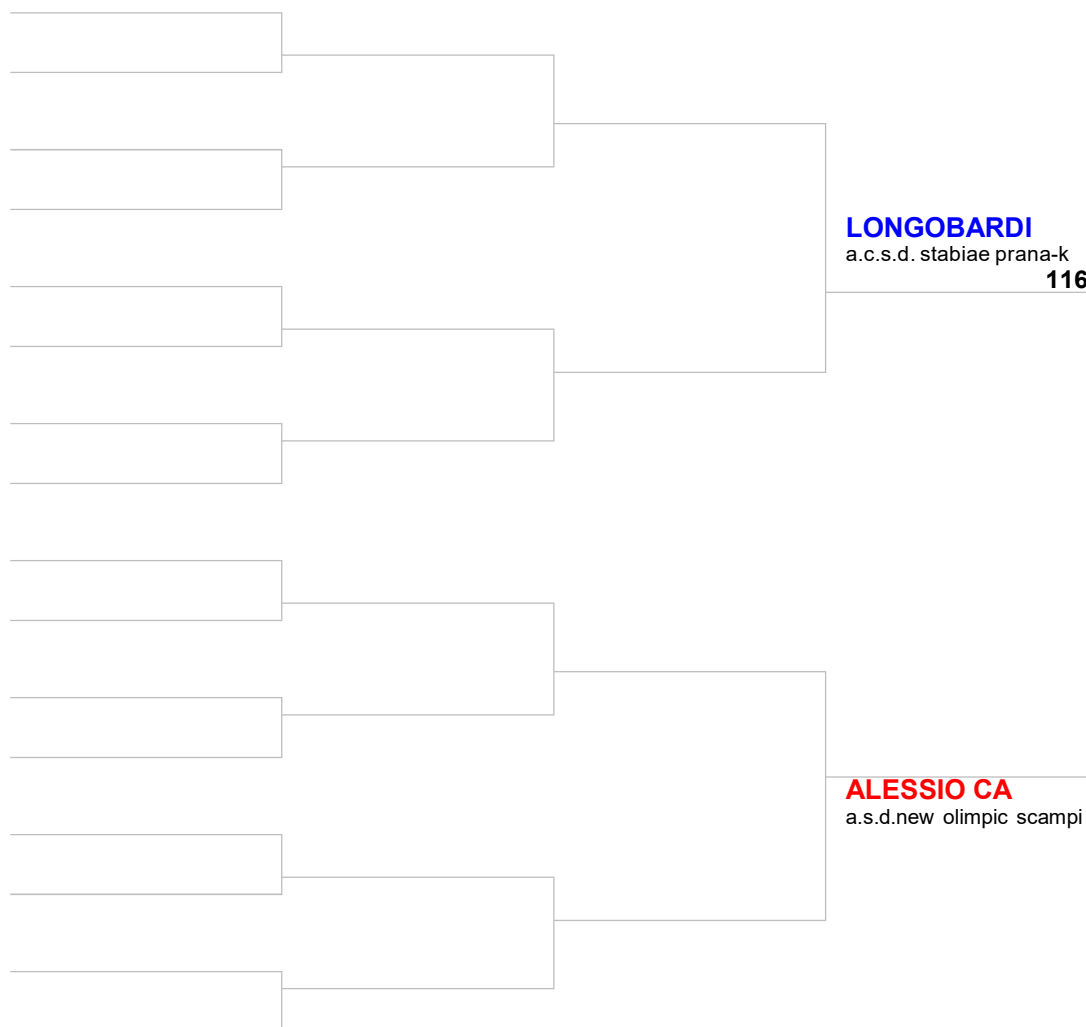 LONGOBARDI
a.c.s.d. stabiae prana-k
116
ALESSIO CA
a.s.d.new olimpic scampi